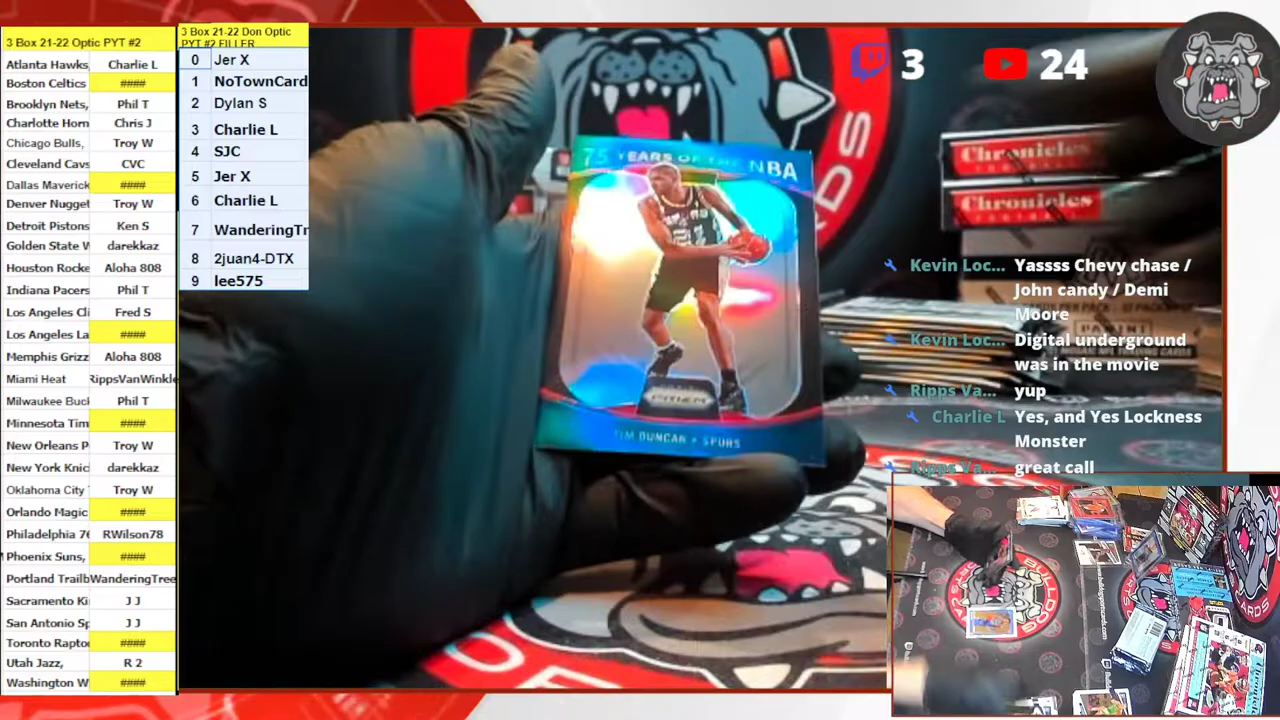 3 Box 21-22 Optic PYT #2
Atlanta Hawks, Charlie L
Boston Celtics ####
Brooklyn Nets, Phil T
Charlotte Horn Chris J
Chicago Bulls, Troy W
Cleveland Cavs CVC
Dallas Maverick ####
Denver Nugget Troy W
Detroit Pistons Ken S
Golden State W darekkaz
Houston Rocke Aloha 808
Indiana Pacers Phil T
Los Angeles Cli Fred S
Los Angeles La ####
Memphis Grizz Aloha 808
Miami Heat RippsVanWinkle
Milwaukee Buc Phil T
Minnesota Tim ####
New Orleans P Troy W
New York Knic darekkaz
Oklahoma City Troy W
Orlando Magic ####
Philadelphia 76 RWilson78
Phoenix Suns, ####
Portland Trailb WanderingTree
Sacramento Ki J J
San Antonio Sp J J
Toronto Rapto ####
Utah Jazz, R 2
Washington W ####
3 Box 21-22 Don Optic
PYT #2 FILLER
0 Jer X
1 NoTownCard
2 Dylan S
3 Charlie L
4 SJC
5 Jer X
6 Charlie L
7 WanderingTr
8 2juan4-DTX
9 lee575
75 YEARS OF THE NBA
PRIZM
TIM DUNCAN • SPURS
3
24
Chronicles
Chronicles
Kevin Loc... Yassss Chevy chase /
John candy / Demi
Moore
Kevin Loc... Digital underground
was in the movie
Ripps Va... yup
Charlie L Yes, and Yes Lockness
Monster
Ripps Va... great call